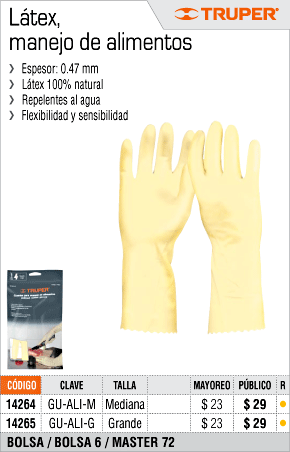 TRUPER®
Látex,
manejo de alimentos
Espesor: 0.47 mm
Látex 100% natural
Repelentes al agua
Flexibilidad y sensibilidad
TRUPER
CÓDIGO CLAVE TALLA MAYOREO PÚBLICO R
14264 GU-ALI-M Mediana $ 23 $ 29
14265 GU-ALI-G Grande $ 23 $ 29
BOLSA / BOLSA 6 / MASTER 72